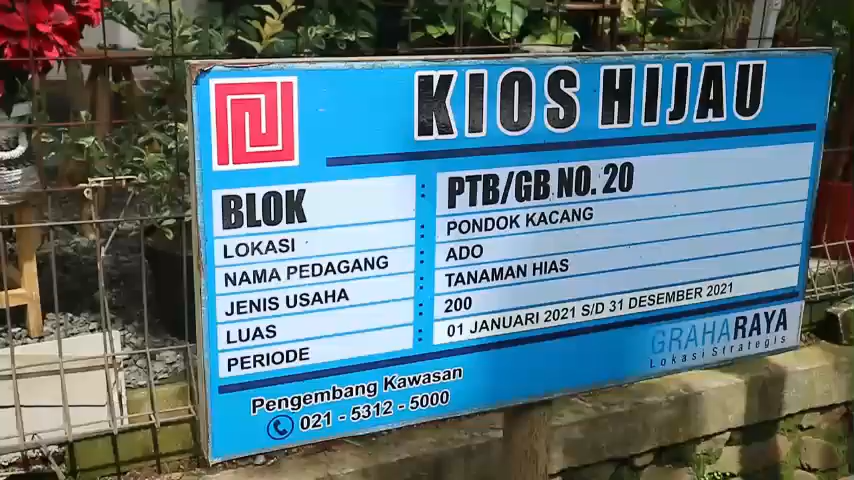 KIOS HIJAU
BLOK : PTB/GB NO. 20
LOKASI : PONDOK KACANG
NAMA PEDAGANG : ADO
JENIS USAHA : TANAMAN HIAS
LUAS : 200
PERIODE : 01 JANUARI 2021 S/D 31 DESEMBER 2021
GRAHARAYA
Lokasi Strategis
Pengembang Kawasan
021 - 5312 - 5000